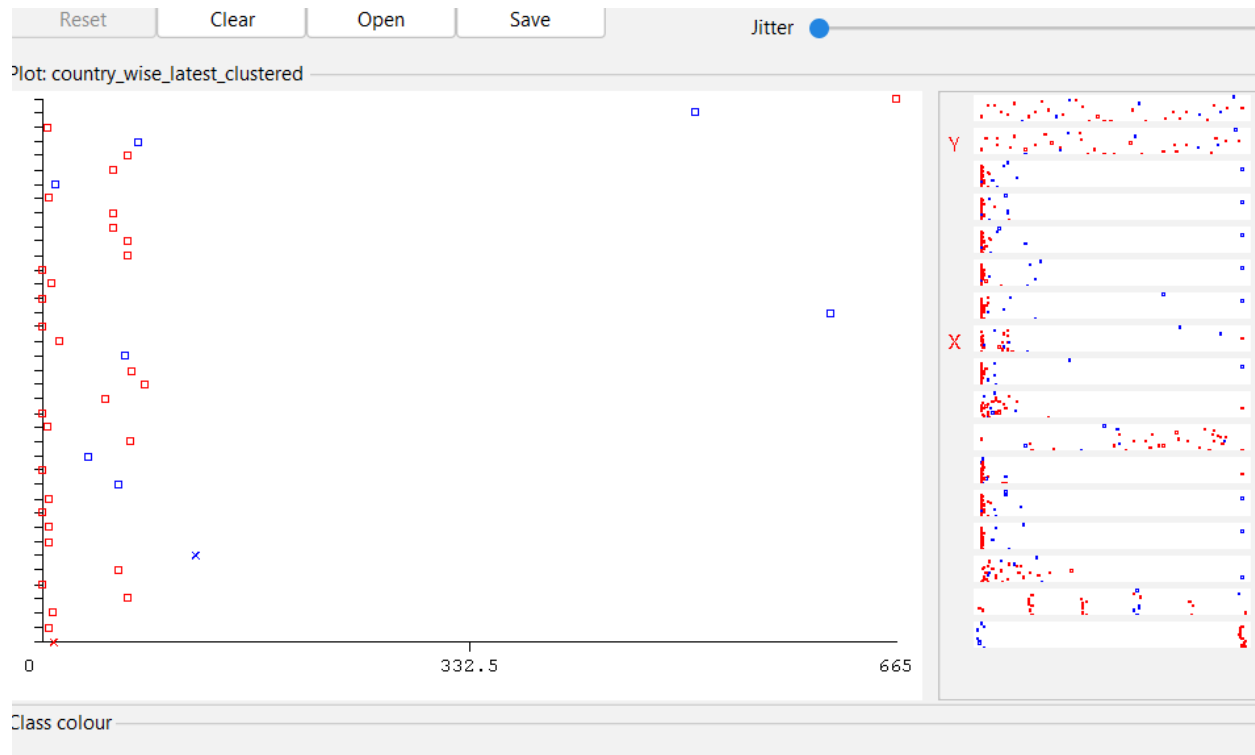 Reset Clear Open Save Jitter
Plot: country_wise_latest_clustered
Y
X
0 332.5 665
Class colour